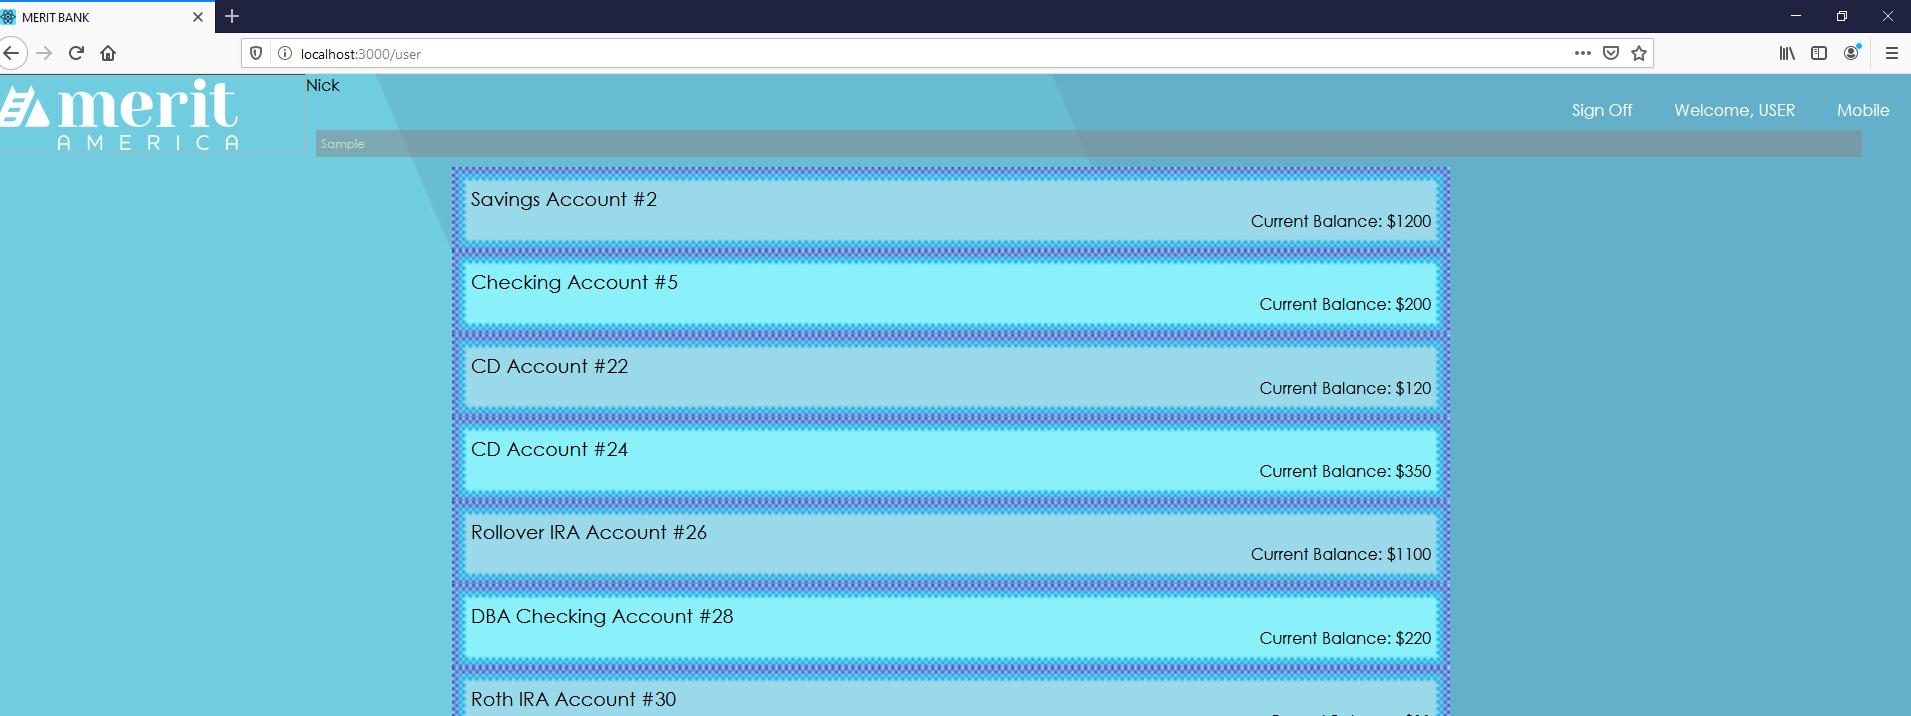 MERIT BANK
localhost:3000/user
merit
AMERICA
Nick
Sign Off Welcome, USER Mobile
Sample
Savings Account #2
Current Balance: $1200
Checking Account #5
Current Balance: $200
CD Account #22
Current Balance: $120
CD Account #24
Current Balance: $350
Rollover IRA Account #26
Current Balance: $1100
DBA Checking Account #28
Current Balance: $220
Roth IRA Account #30